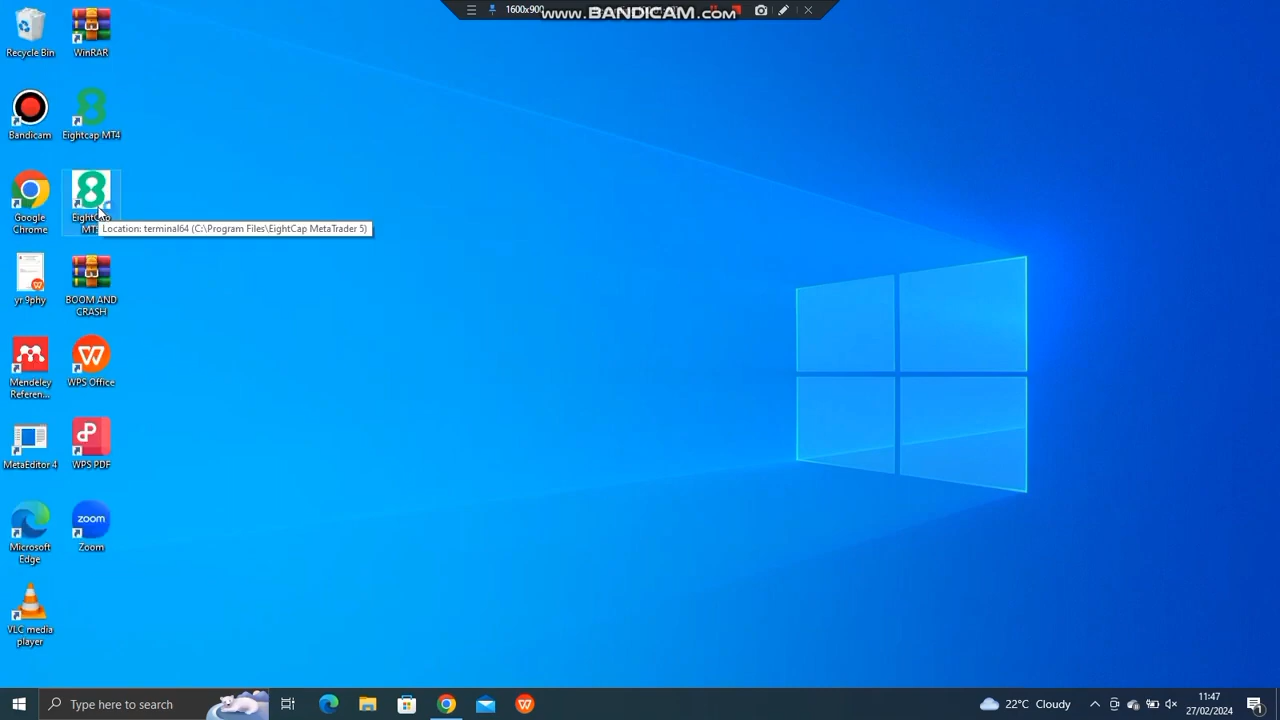 1600x900
www.BANDICAM.com
Recycle Bin
WinRAR
Bandicam
Eightcap MT4
Google
Chrome
EightCap
Location: terminal64 (C:\Program Files\EightCap MetaTrader 5)
yr 9phy
BOOM AND
CRASH
Mendeley
Referen...
WPS Office
MetaEditor 4
WPS PDF
Microsoft
Edge
zoom
Zoom
VLC media
player
Type here to search
22°C Cloudy
11:47
27/02/2024